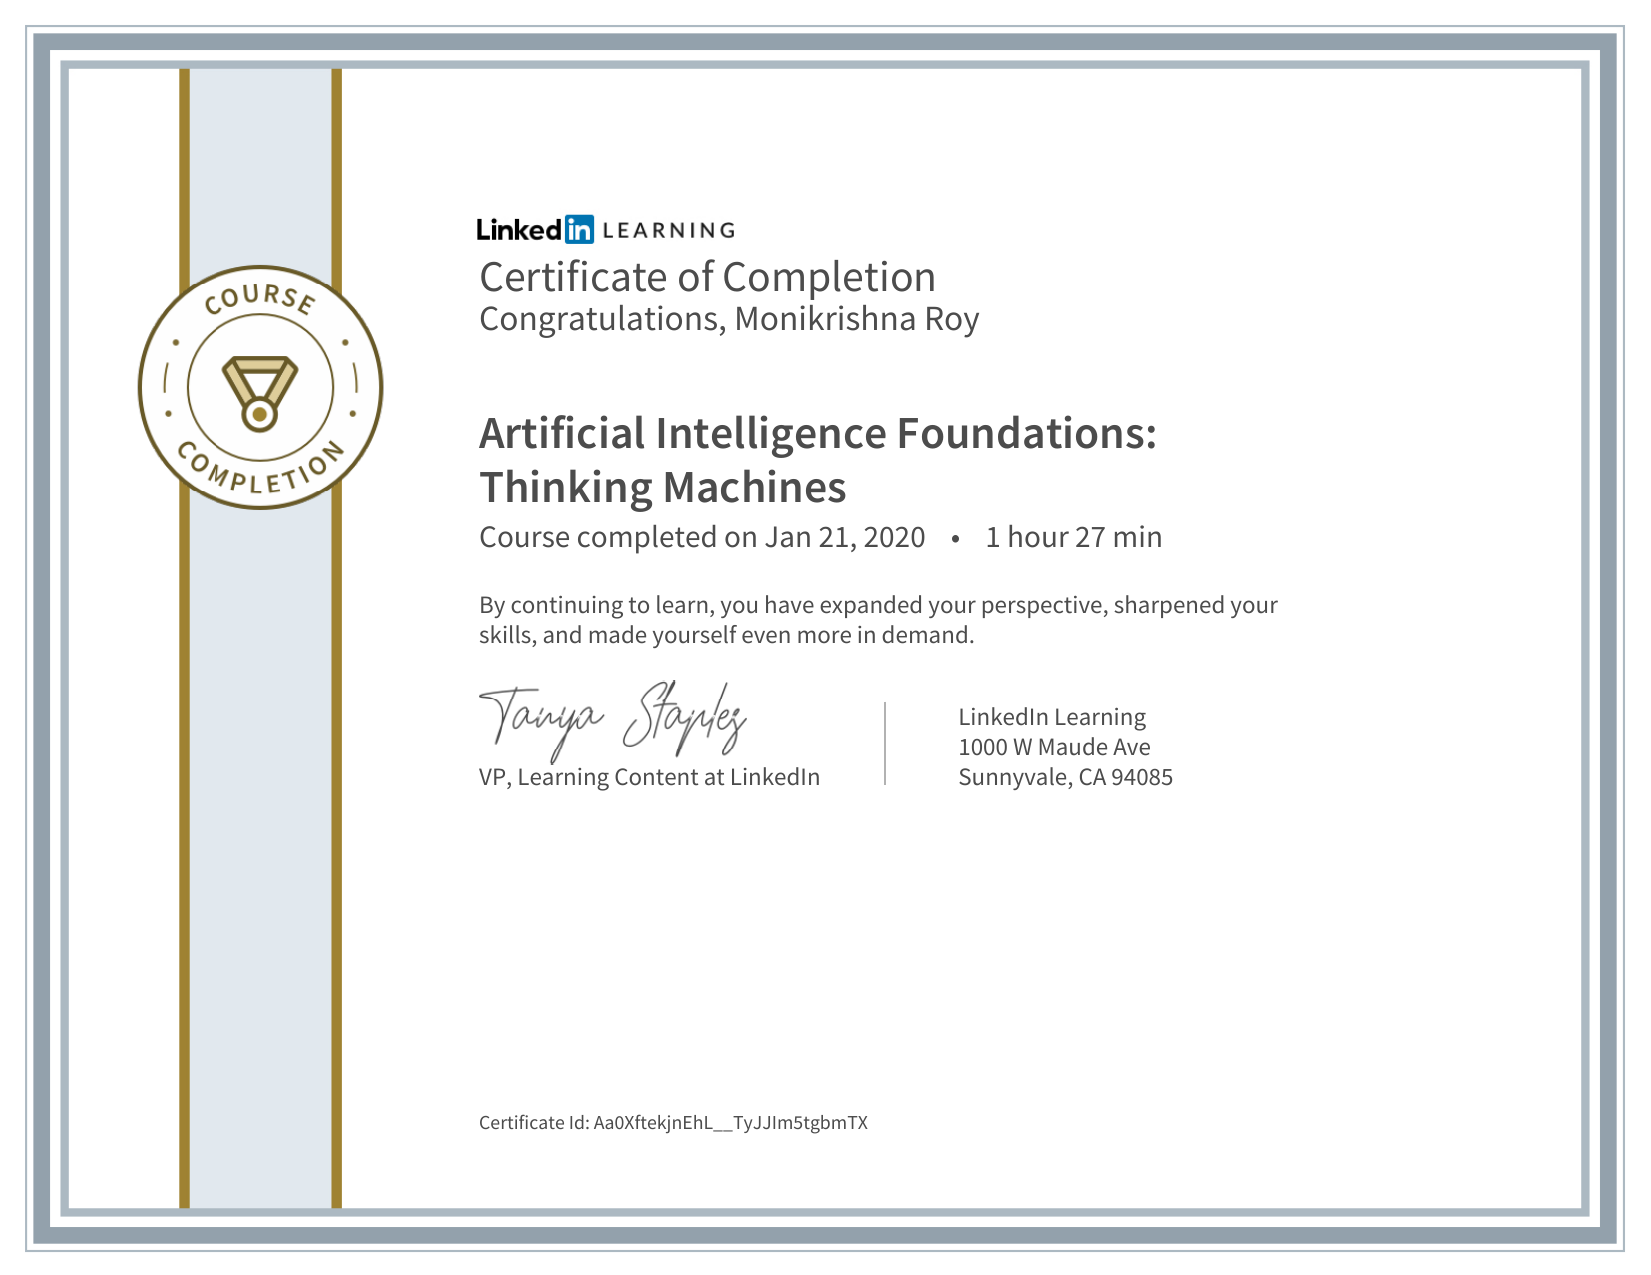 COURSE
COMPLETION
Linked in LEARNING
Certificate of Completion
Congratulations, Monikrishna Roy
Artificial Intelligence Foundations:
Thinking Machines
Course completed on Jan 21, 2020 • 1 hour 27 min
By continuing to learn, you have expanded your perspective, sharpened your
skills, and made yourself even more in demand.
Tanya Staples
VP, Learning Content at LinkedIn
LinkedIn Learning
1000 W Maude Ave
Sunnyvale, CA 94085
Certificate Id: Aa0XftekjnEhL__TyJJIm5tgbmTX